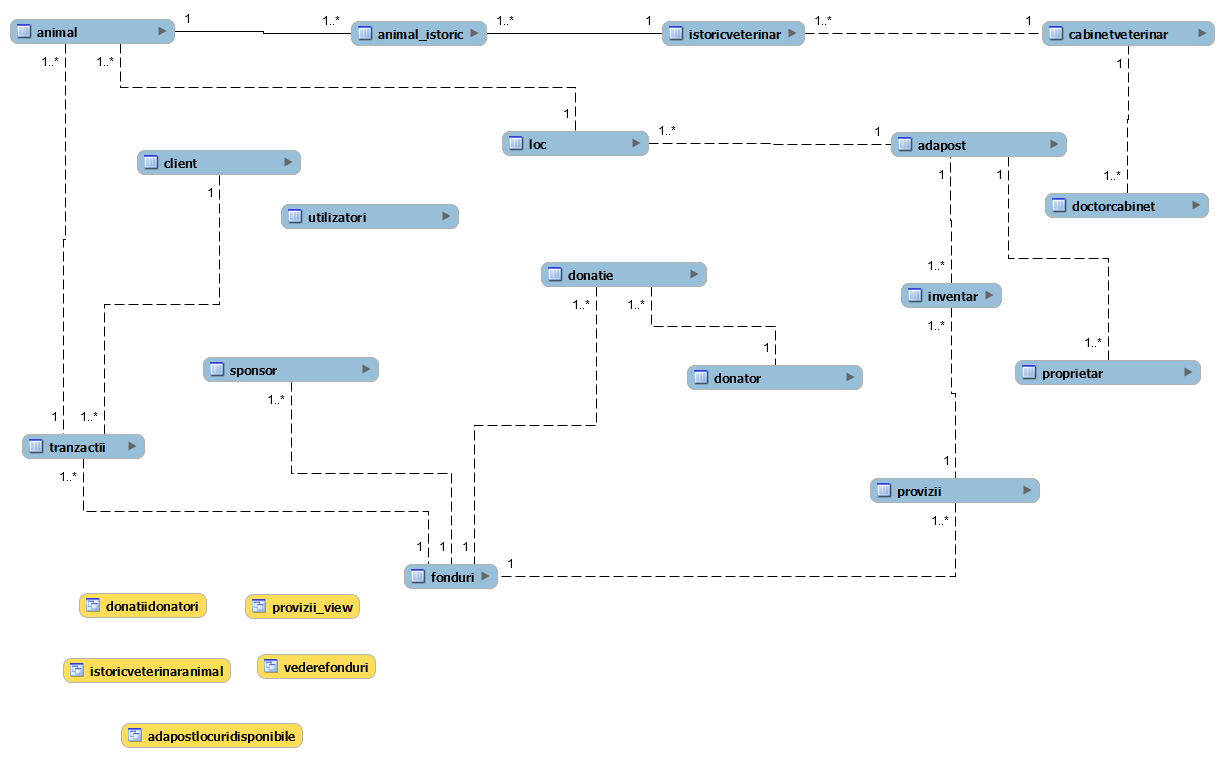 1 1..* 1..* 1 1..* 1
animal animal_istoric istoricveterinar cabinetveterinar
1..* 1..* 1
1
1..* 1
loc adapost
client
1 1 1 1..*
utilizatori doctorcabinet
donatie 1..*
inventar
1..* 1..* 1..*
1 1..*
sponsor donator proprietar
1..*
1 1..*
tranzactii 1
1..*
provizii
1..*
1 1 1 1
fonduri
donatiidonatori provizii_view
istoricveterinaranimal vederefonduri
adapostlocuridisponibile